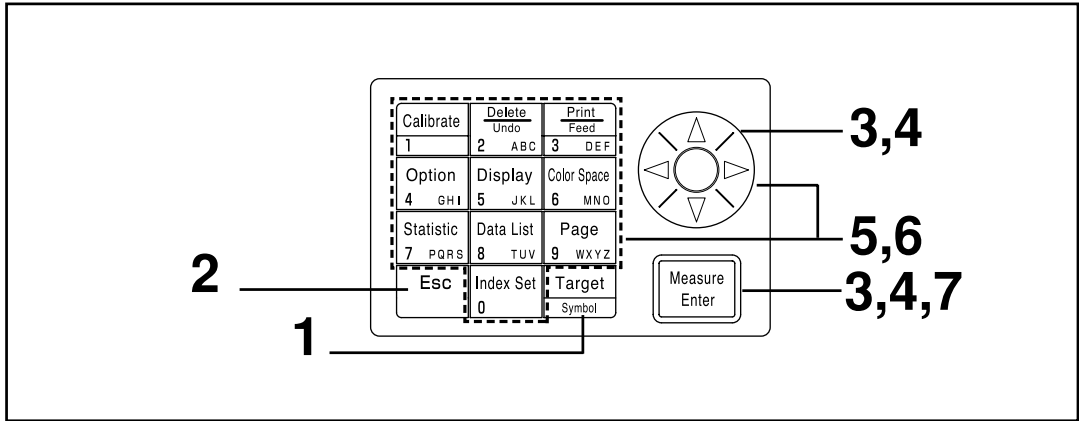 Calibrate
1
Delete
Undo
2 ABC
Print
Feed
3 DEF
Option
4 GHI
Display
5 JKL
Color Space
6 MNO
Statistic
7 PQRS
Data List
8 TUV
Page
9 WXYZ
Esc
Index Set
0
Target
Symbol
Measure
Enter
3,4
5,6
3,4,7
2
1